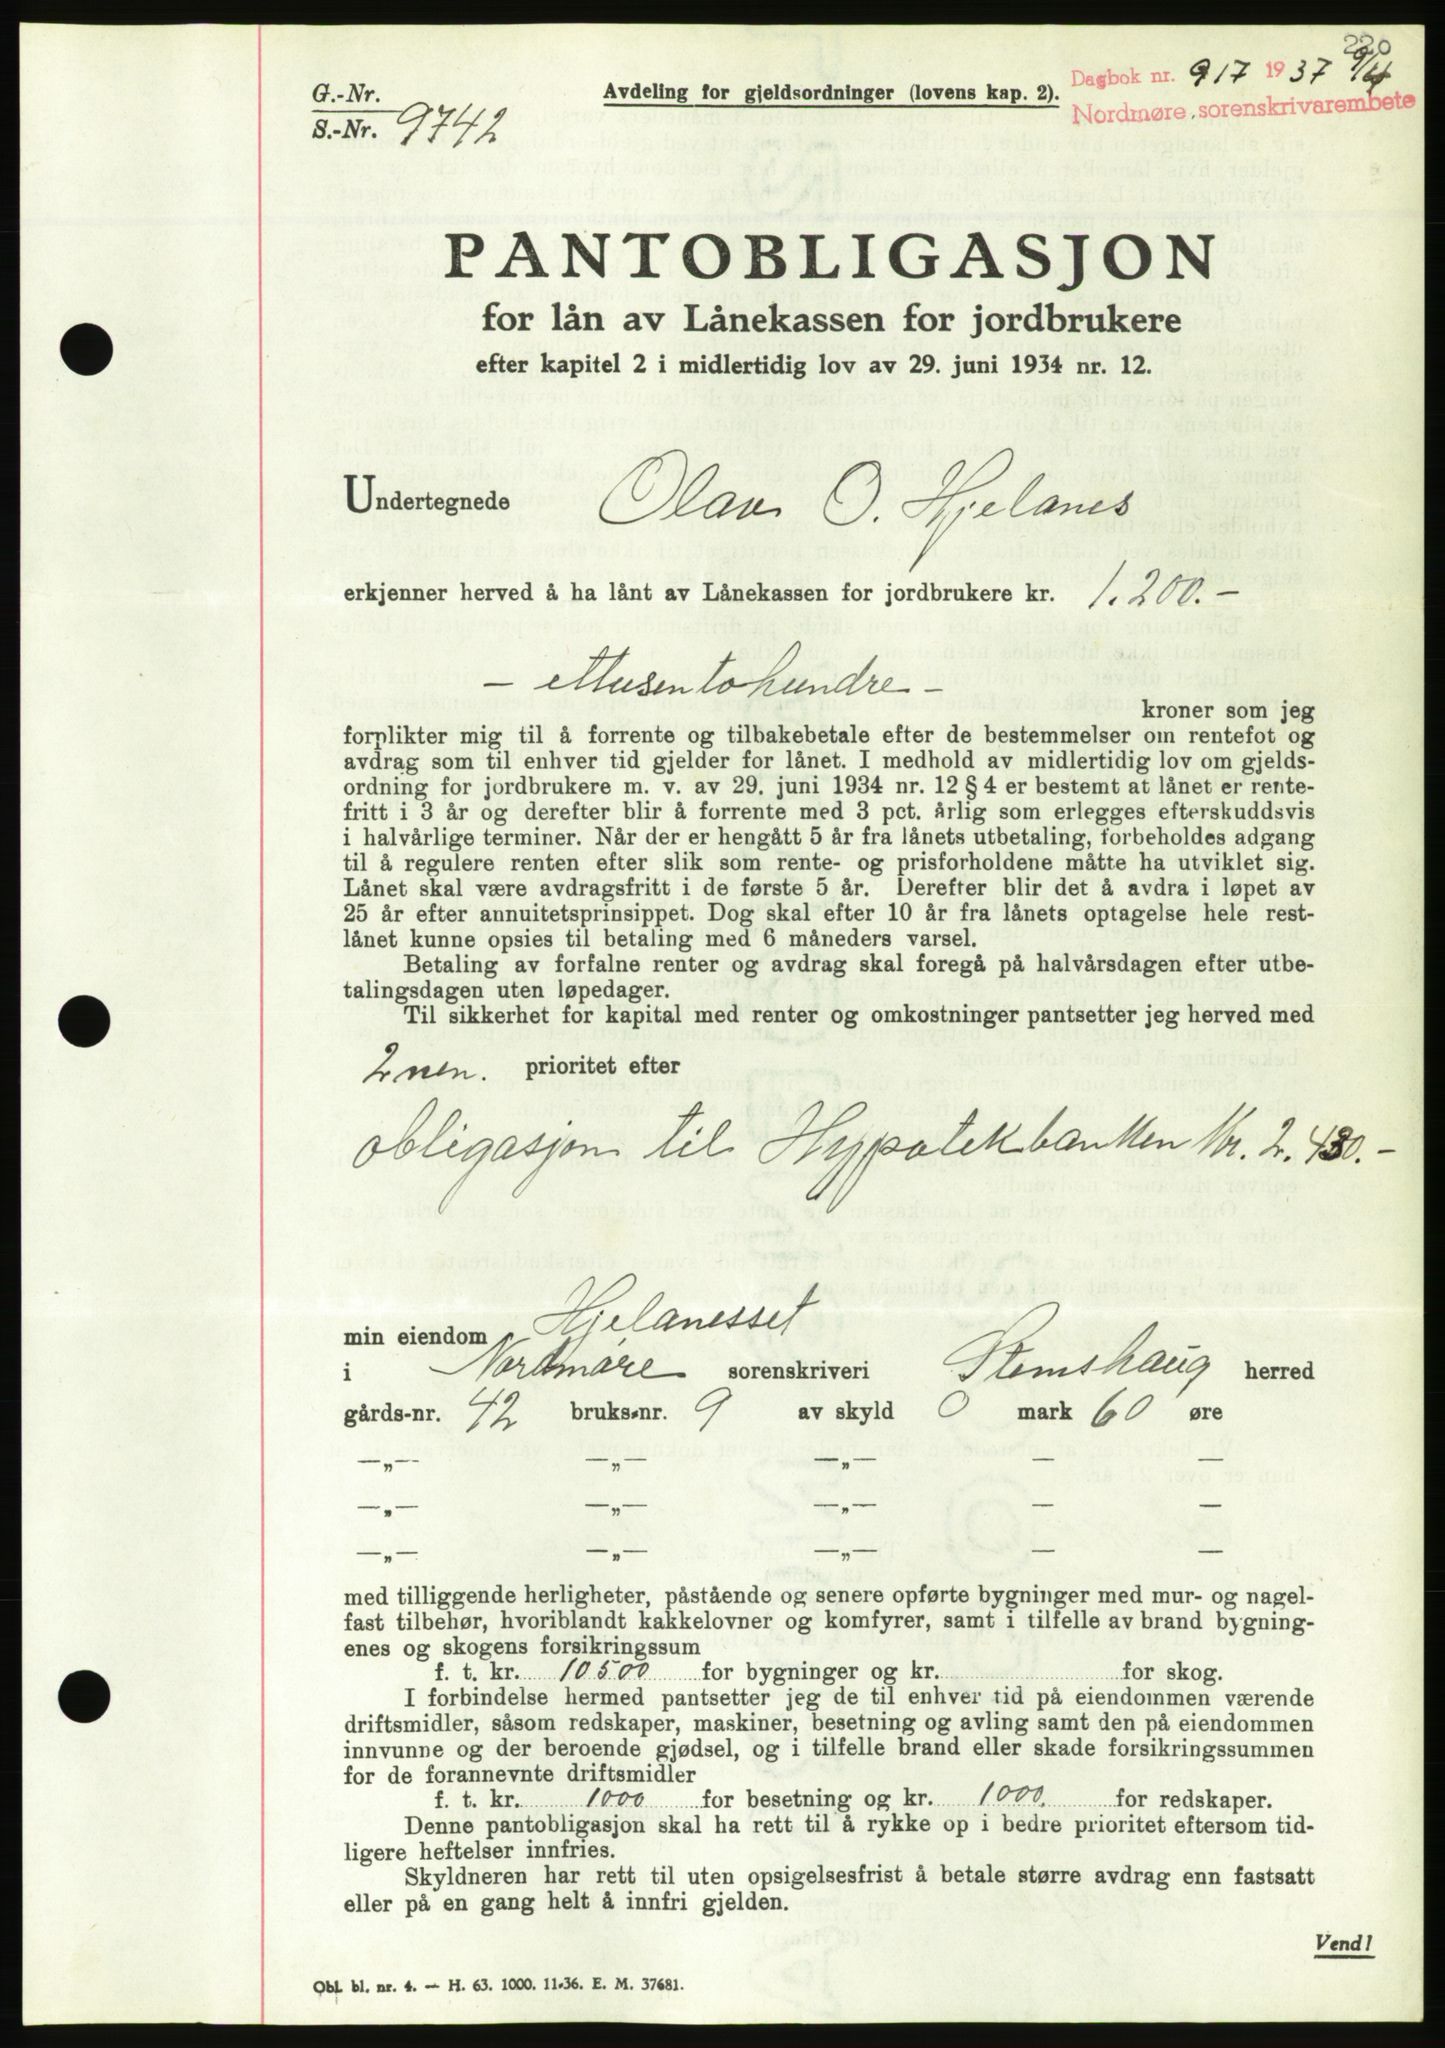 220
Dagbok nr. 917 1937 9/4
Nordmøre sorenskrivarembete
G.-Nr.
S.-Nr. 9742
Avdeling for gjeldsordninger (lovens kap. 2).
PANTOBLIGASJON
for lån av Lånekassen for jordbrukere
efter kapitel 2 i midlertidig lov av 29. juni 1934 nr. 12.
Undertegnede Olav O. Hjelanes
erkjenner herved å ha lånt av Lånekassen for jordbrukere kr. 1.200.-
- ettusentohundre -
kroner som jeg
forplikter mig til å forrente og tilbakebetale efter de bestemmelser om rentefot og
avdrag som til enhver tid gjelder for lånet. I medhold av midlertidig lov om gjelds-
ordning for jordbrukere m. v. av 29. juni 1934 nr. 12 § 4 er bestemt at lånet er rente-
fritt i 3 år og derefter blir å forrente med 3 pct. årlig som erlegges efterskuddsvis
i halvårlige terminer. Når der er hengått 5 år fra lånets utbetaling, forbeholdes adgang
til å regulere renten efter slik som rente- og prisforholdene måtte ha utviklet sig.
Lånet skal være avdragsfritt i de første 5 år. Derefter blir det å avdra i løpet av
25 år efter annuitetsprinsippet. Dog skal efter 10 år fra lånets optagelse hele rest-
lånet kunne opsies til betaling med 6 måneders varsel.
Betaling av forfalne renter og avdrag skal foregå på halvårsdagen efter utbe-
talingsdagen uten løpedager.
Til sikkerhet for kapital med renter og omkostninger pantsetter jeg herved med
2nen. prioritet efter
obligasjon til Hypotekbanken kr. 2.430.-
min eiendom Hjelanesset
i Nordmøre sorenskriveri Stemshaug herred
gårds-nr. 42 bruks-nr. 9 av skyld 0 mark 60 øre
—„— —„— —„— — —
—„— —„— —„— — —
—„— —„— —„— — —
med tilliggende herligheter, påstående og senere opførte bygninger med mur- og nagel-
fast tilbehør, hvoriblandt kakkelovner og komfyrer, samt i tilfelle av brand bygning-
enes og skogens forsikringssum
f. t. kr. 10500 for bygninger og kr. for skog.
I forbindelse hermed pantsetter jeg de til enhver tid på eiendommen værende
driftsmidler, såsom redskaper, maskiner, besetning og avling samt den på eiendommen
innvunne og der beroende gjødsel, og i tilfelle brand eller skade forsikringssummen
for de forannevnte driftsmidler
f. t. kr. 1000 for besetning og kr. 1000. for redskaper.
Denne pantobligasjon skal ha rett til å rykke op i bedre prioritet eftersom tid-
ligere heftelser innfries.
Skyldneren har rett til uten opsigelsesfrist å betale større avdrag enn fastsatt
eller på en gang helt å innfri gjelden.
Vend!
Obl. bl. nr. 4. — H. 63. 1000. 11-36. E. M. 37681.